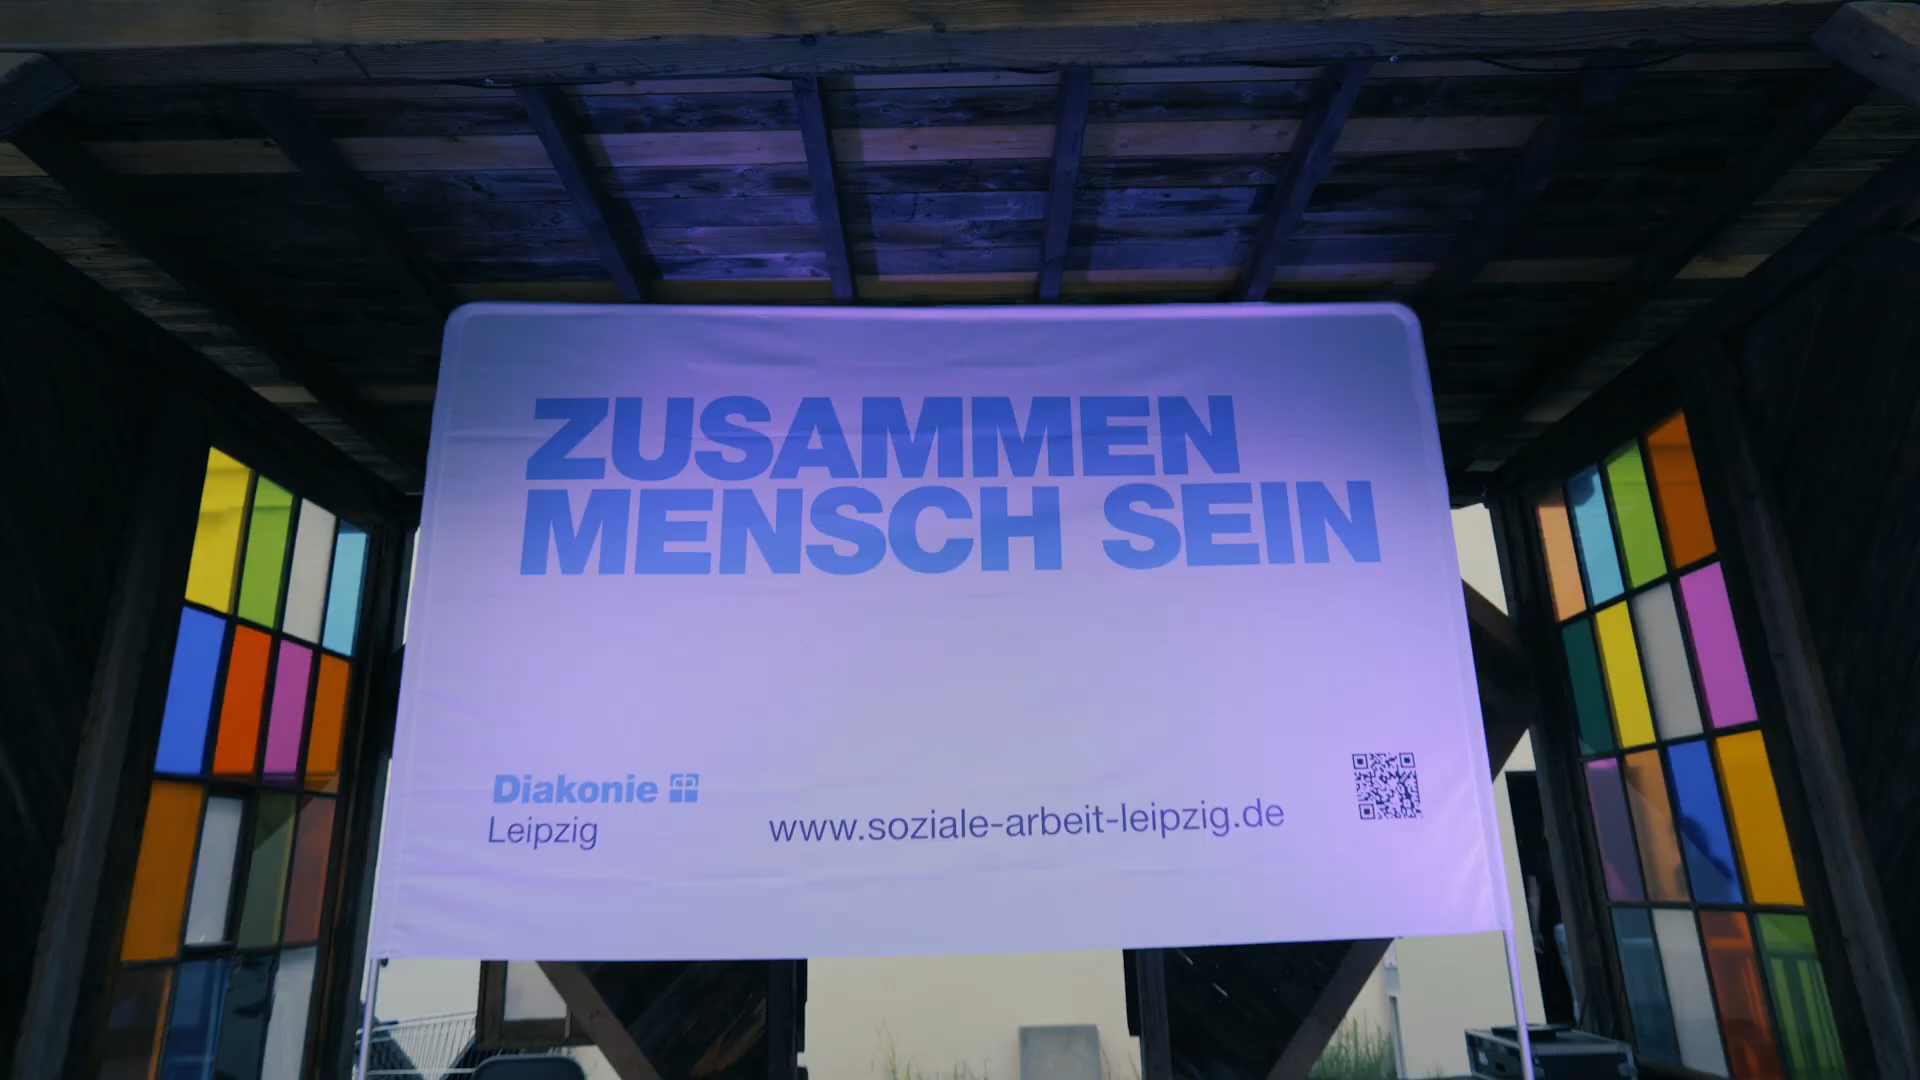 ZUSAMMEN
MENSCH SEIN
Diakonie
Leipzig
www.soziale-arbeit-leipzig.de